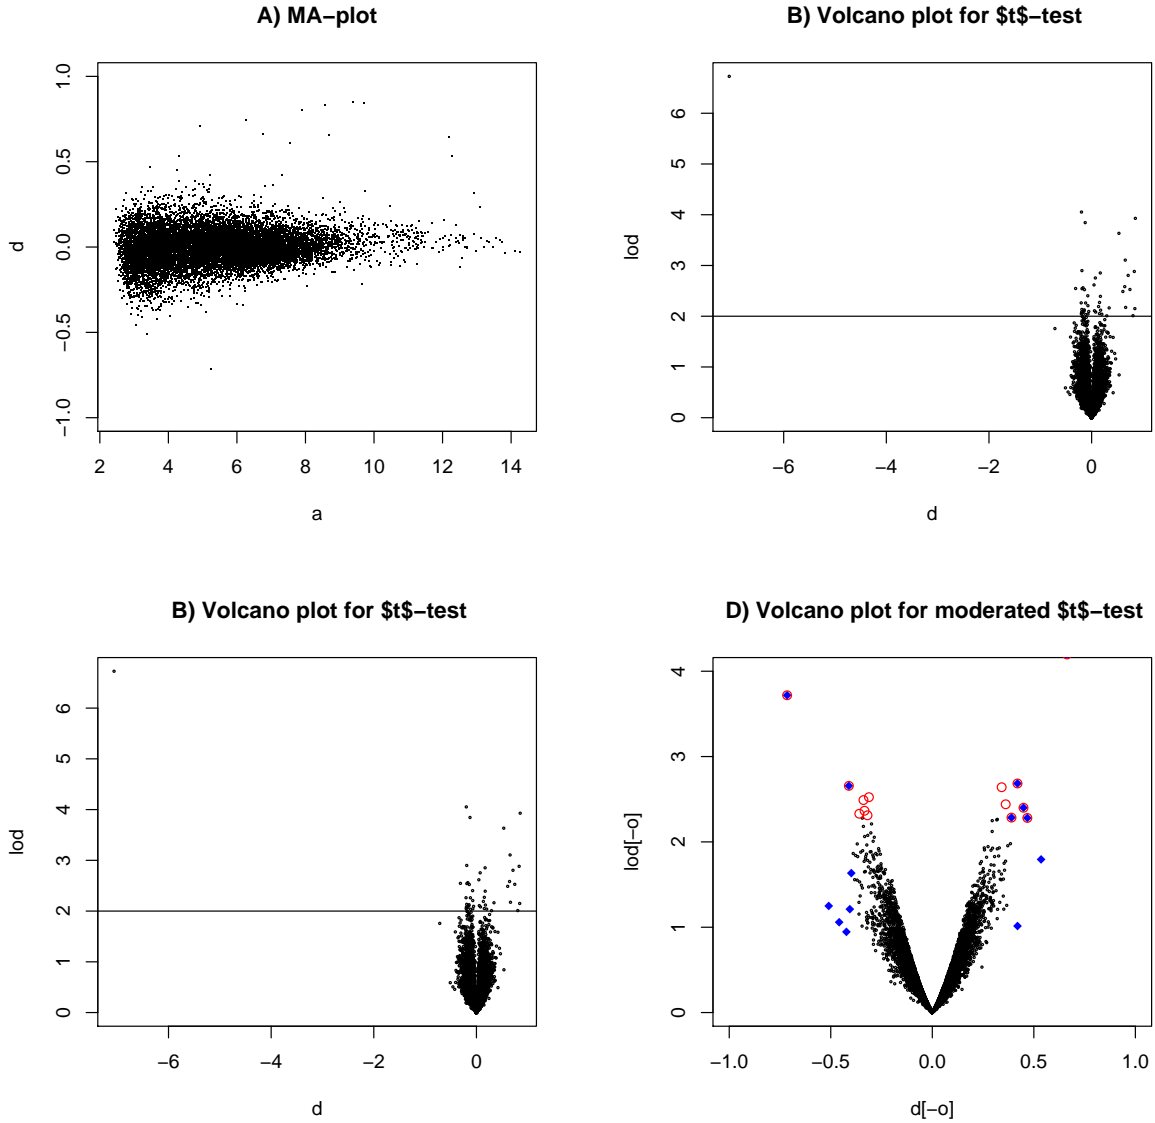 A) MA−plot
d
1.0
0.5
0.0
−0.5
−1.0
2 4 6 8 10 12 14
a
B) Volcano plot for $t$−test
lod
6
5
4
3
2
1
0
−6 −4 −2 0
d
B) Volcano plot for $t$−test
lod
6
5
4
3
2
1
0
−6 −4 −2 0
d
D) Volcano plot for moderated $t$−test
lod[−o]
4
3
2
1
0
−1.0 −0.5 0.0 0.5 1.0
d[−o]